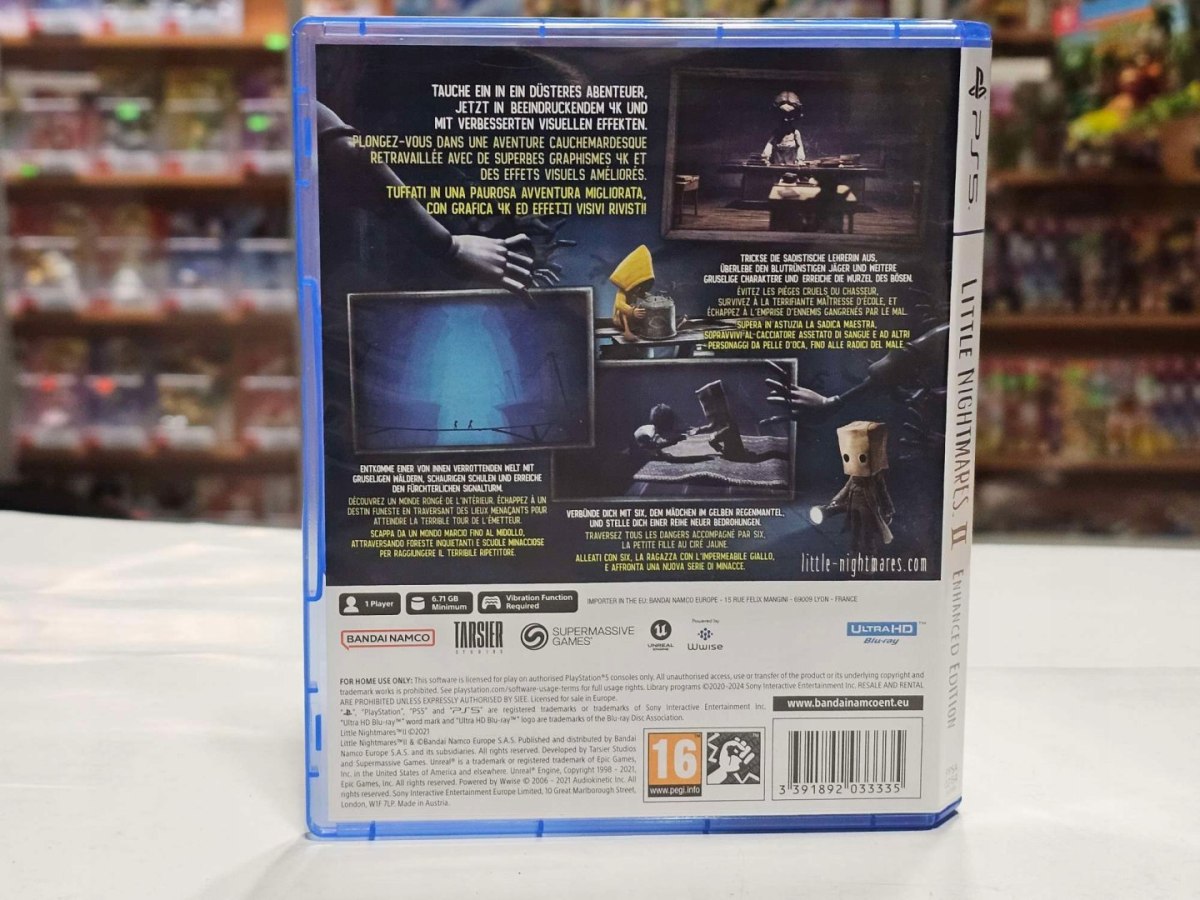 TAUCHE EIN IN EIN DÜSTERES ABENTEUER,
JETZT IN BEEINDRUCKENDEM 4K UND
MIT VERBESSERTEN VISUELLEN EFFEKTEN.
PLONGEZ-VOUS DANS UNE AVENTURE CAUCHEMARDESQUE
RETRAVAILLÉE AVEC DE SUPERBES GRAPHISMES 4K ET
DES EFFETS VISUELS AMÉLIORÉS.
TUFFATI IN UNA PAUROSA AVVENTURA MIGLIORATA,
CON GRAFICA 4K ED EFFETTI VISIVI RIVISTI!
TRICKSE DIE SADISTISCHE LEHRERIN AUS,
ÜBERLEBE DEN BLUTRÜNSTIGEN JÄGER UND WEITERE
GRUSELIGE CHARAKTERE UND ERREICHE DIE WURZEL DES BÖSEN.
ÉVITEZ LES PIÈGES CRUELS DU CHASSEUR,
SURVIVEZ À LA TERRIFIANTE MAÎTRESSE D'ÉCOLE, ET
ÉCHAPPEZ À L'EMPRISE D'ENNEMIS GANGRENÉS PAR LE MAL.
SUPERA IN ASTUZIA LA SADICA MAESTRA,
SOPRAVVIVI AL CACCIATORE ASSETATO DI SANGUE E AD ALTRI
PERSONAGGI DA PELLE D'OCA, FINO ALLE RADICI DEL MALE
ENTKOMME EINER VON INNEN VERROTTENDEN WELT MIT
GRUSELIGEN WÄLDERN, SCHAURIGEN SCHULEN UND ERREICHE
DEN FÜRCHTERLICHEN SIGNALTURM.
DÉCOUVREZ UN MONDE RONGÉ DE L'INTÉRIEUR. ÉCHAPPEZ À UN
DESTIN FUNESTE EN TRAVERSANT DES LIEUX MENAÇANTS POUR
ATTEINDRE LA TERRIBLE TOUR DE L'ÉMETTEUR.
SCAPPA DA UN MONDO MARCIO FINO AL MIDOLLO,
ATTRAVERSANDO FORESTE INQUIETANTI E SCUOLE MINACCIOSE
PER RAGGIUNGERE IL TERRIBILE RIPETITORE.
VERBÜNDE DICH MIT SIX, DEM MÄDCHEN IM GELBEN REGENMANTEL,
UND STELLE DICH EINER REIHE NEUER BEDROHUNGEN.
TRAVERSEZ TOUS LES DANGERS ACCOMPAGNÉ PAR SIX,
LA PETITE FILLE AU CIRÉ JAUNE.
ALLEATI CON SIX, LA RAGAZZA CON L'IMPERMEABILE GIALLO,
E AFFRONTA UNA NUOVA SERIE DI MINACCE.
little-nightmares.com
1 Player
6.71 GB
Minimum
Vibration Function
Required
IMPORTER IN THE EU: BANDAI NAMCO EUROPE - 15 RUE FELIX MANGINI - 69009 LYON - FRANCE
BANDAI NAMCO
TARSIER
STUDIOS
SUPERMASSIVE
GAMES
UNREAL
ENGINE
Powered by
Wwise
ULTRA HD
Blu-ray™
FOR HOME USE ONLY: This software is licensed for play on authorised PlayStation®5 consoles only. All unauthorised access, use or transfer of the product or its underlying copyright and
trademark works is prohibited. See playstation.com/software-usage-terms for full usage rights. Library programs ©2020-2024 Sony Interactive Entertainment Inc. RESALE AND RENTAL
ARE PROHIBITED UNLESS EXPRESSLY AUTHORISED BY SIEE. Licensed for sale in Europe.
"PlayStation", "PS5" and "PS5" are registered trademarks or trademarks of Sony Interactive Entertainment Inc.
"Ultra HD Blu-ray™" word mark and "Ultra HD Blu-ray™" logo are trademarks of the Blu-ray Disc Association.
Little Nightmares™II ©2021
Little Nightmares™II & ©Bandai Namco Europe S.A.S. Published and distributed by Bandai
Namco Europe S.A.S. and its subsidiaries. All rights reserved. Developed by Tarsier Studios
and Supermassive Games. Unreal® is a trademark or registered trademark of Epic Games,
Inc. in the United States of America and elsewhere. Unreal® Engine, Copyright 1998 - 2021,
Epic Games, Inc. All rights reserved. Powered by Wwise © 2006 - 2021 Audiokinetic Inc. All
rights reserved. Sony Interactive Entertainment Europe Limited, 10 Great Marlborough Street,
London, W1F 7LP. Made in Austria.
www.bandainamcoent.eu
16
www.pegi.info
3 391892 033335
PS5
LITTLE NIGHTMARES II
ENHANCED EDITION